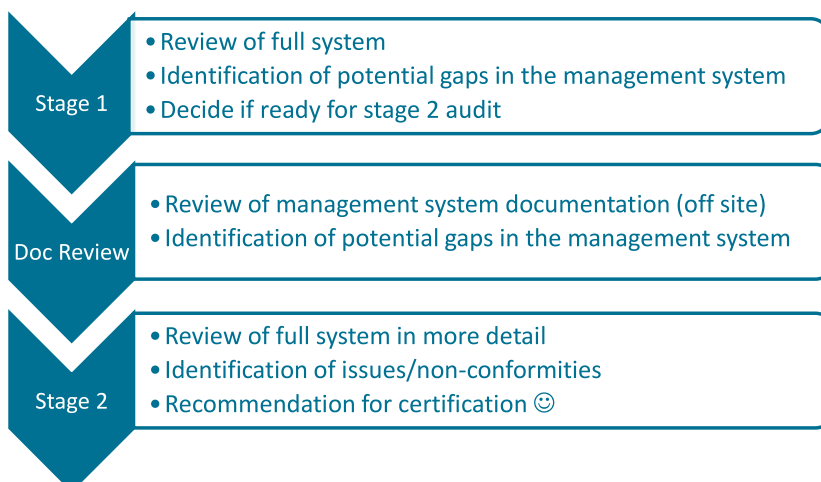 Stage 1
• Review of full system
• Identification of potential gaps in the management system
• Decide if ready for stage 2 audit
Doc Review
• Review of management system documentation (off site)
• Identification of potential gaps in the management system
Stage 2
• Review of full system in more detail
• Identification of issues/non-conformities
• Recommendation for certification ☺